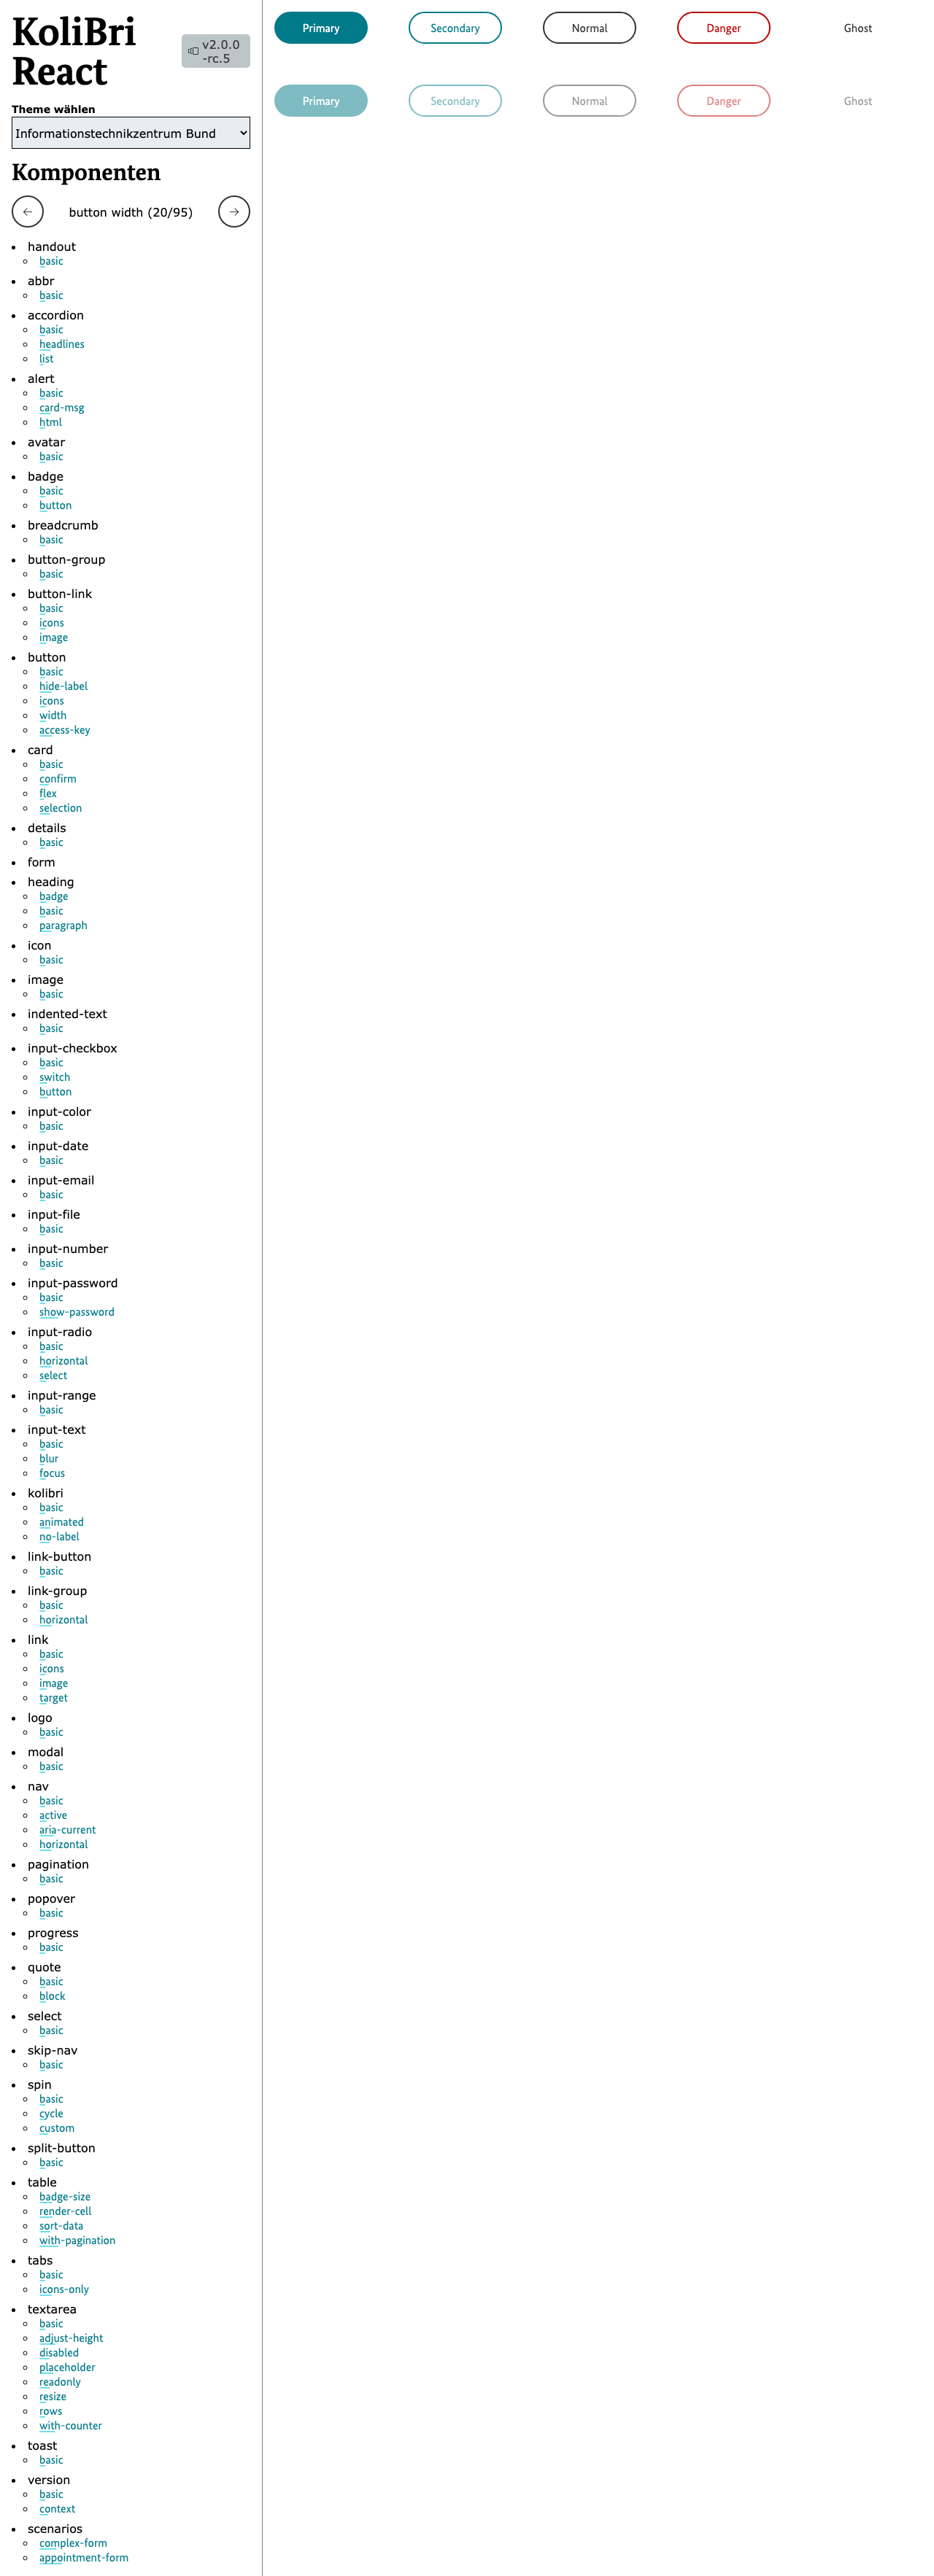 KoliBri
React
v2.0.0
-rc.5
Theme wählen
Informationstechnikzentrum Bund
Komponenten
button width (20/95)
handout
basic
abbr
basic
accordion
basic
headlines
list
alert
basic
card-msg
html
avatar
basic
badge
basic
button
breadcrumb
basic
button-group
basic
button-link
basic
icons
image
button
basic
hide-label
icons
width
access-key
card
basic
confirm
flex
selection
details
basic
form
heading
badge
basic
paragraph
icon
basic
image
basic
indented-text
basic
input-checkbox
basic
switch
button
input-color
basic
input-date
basic
input-email
basic
input-file
basic
input-number
basic
input-password
basic
show-password
input-radio
basic
horizontal
select
input-range
basic
input-text
basic
blur
focus
kolibri
basic
animated
no-label
link-button
basic
link-group
basic
horizontal
link
basic
icons
image
target
logo
basic
modal
basic
nav
basic
active
aria-current
horizontal
pagination
basic
popover
basic
progress
basic
quote
basic
block
select
basic
skip-nav
basic
spin
basic
cycle
custom
split-button
basic
table
badge-size
render-cell
sort-data
with-pagination
tabs
basic
icons-only
textarea
basic
adjust-height
disabled
placeholder
readonly
resize
rows
with-counter
toast
basic
version
basic
context
scenarios
complex-form
appointment-form
Primary Secondary Normal Danger Ghost
Primary Secondary Normal Danger Ghost